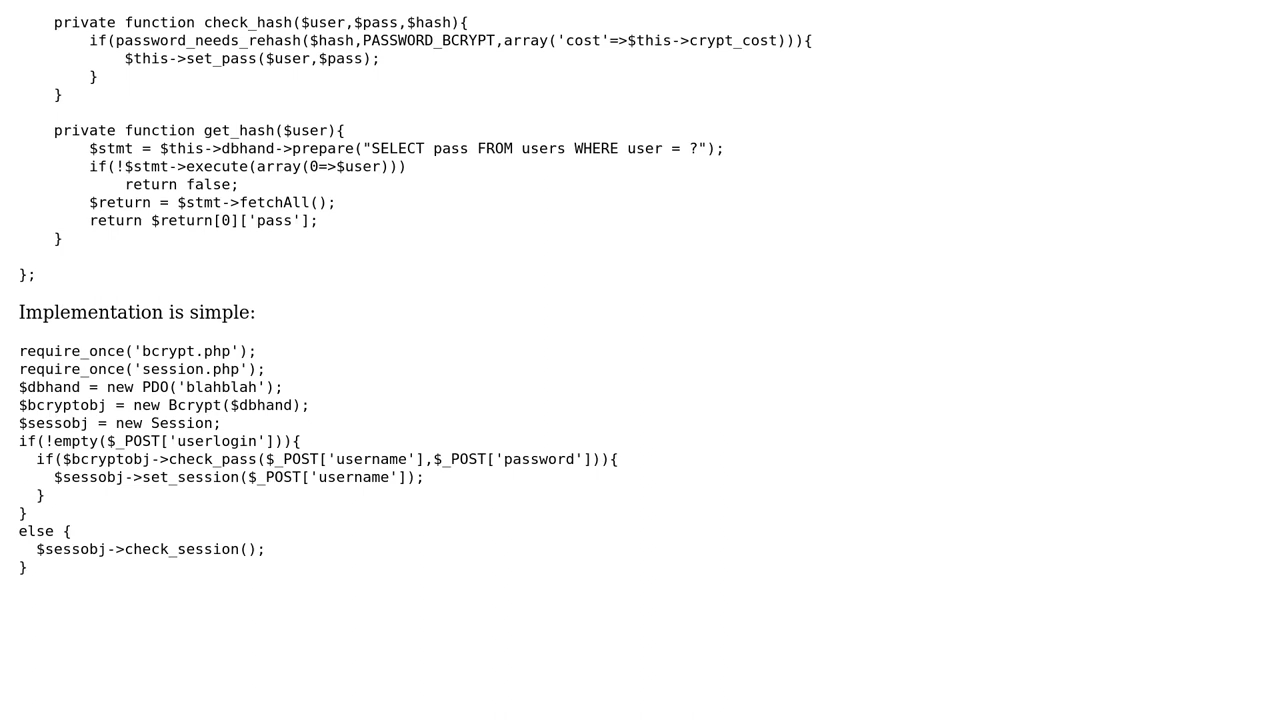 private function check_hash($user,$pass,$hash){
        if(password_needs_rehash($hash,PASSWORD_BCRYPT,array('cost'=>$this->crypt_cost))){
            $this->set_pass($user,$pass);
        }
    }

    private function get_hash($user){
        $stmt = $this->dbhand->prepare("SELECT pass FROM users WHERE user = ?");
        if(!$stmt->execute(array(0=>$user)))
            return false;
        $return = $stmt->fetchAll();
        return $return[0]['pass'];
    }

};
Implementation is simple:
require_once('bcrypt.php');
require_once('session.php');
$dbhand = new PDO('blahblah');
$bcryptobj = new Bcrypt($dbhand);
$sessobj = new Session;
if(!empty($_POST['userlogin'])){
  if($bcryptobj->check_pass($_POST['username'],$_POST['password'])){
    $sessobj->set_session($_POST['username']);
  }
}
else {
  $sessobj->check_session();
}